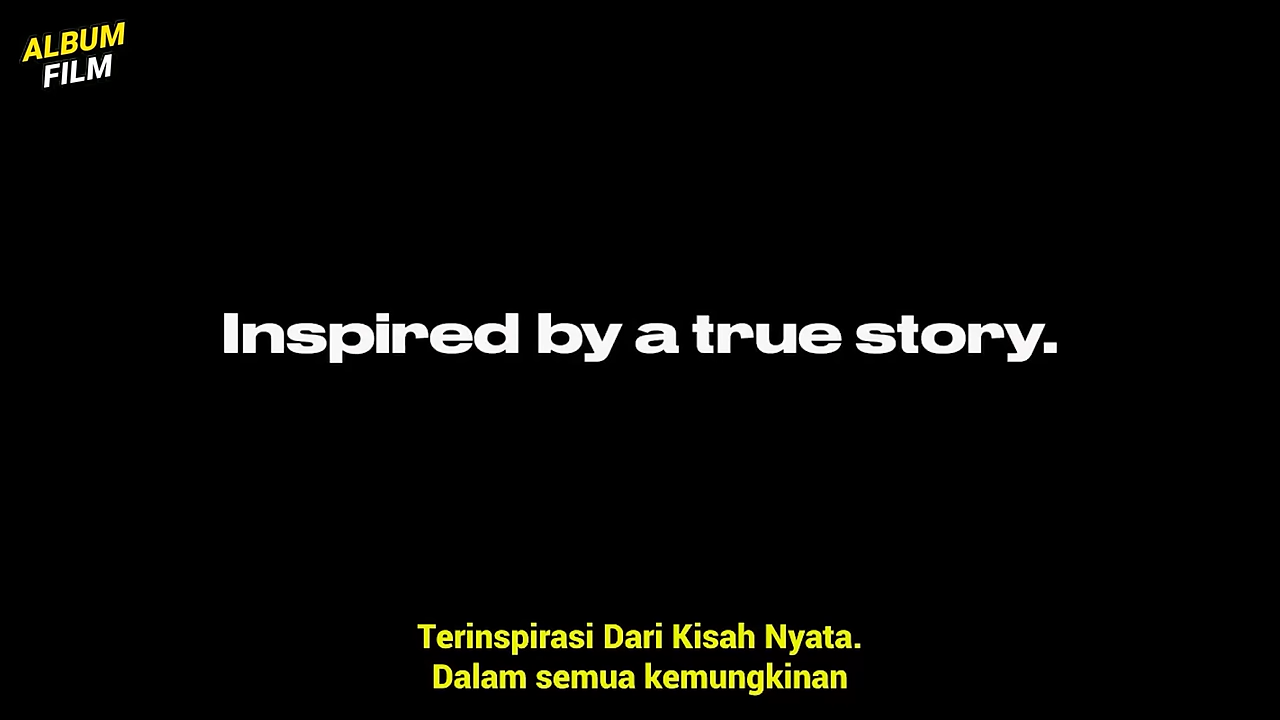 ALBUM
FILM
Inspired by a true story.
Terinspirasi Dari Kisah Nyata.
Dalam semua kemungkinan